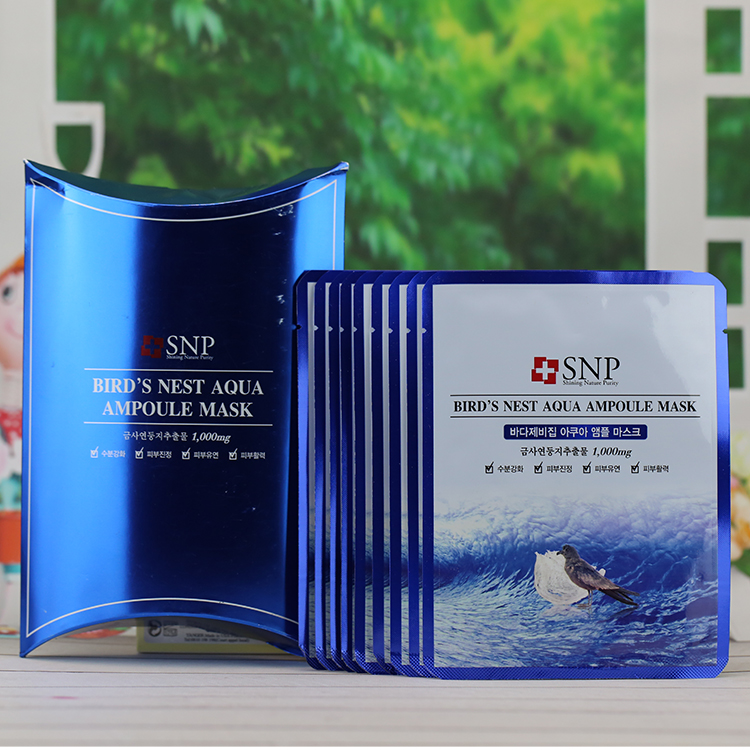 SNP
Shining Nature Purity
BIRD'S NEST AQUA
AMPOULE MASK
금사연둥지추출물 1,000mg
수분강화 피부진정 피부유연 피부활력
SNP
Shining Nature Purity
BIRD'S NEST AQUA AMPOULE MASK
바다제비집 아쿠아 앰플 마스크
금사연둥지추출물 1,000mg
수분강화 피부진정 피부유연 피부활력